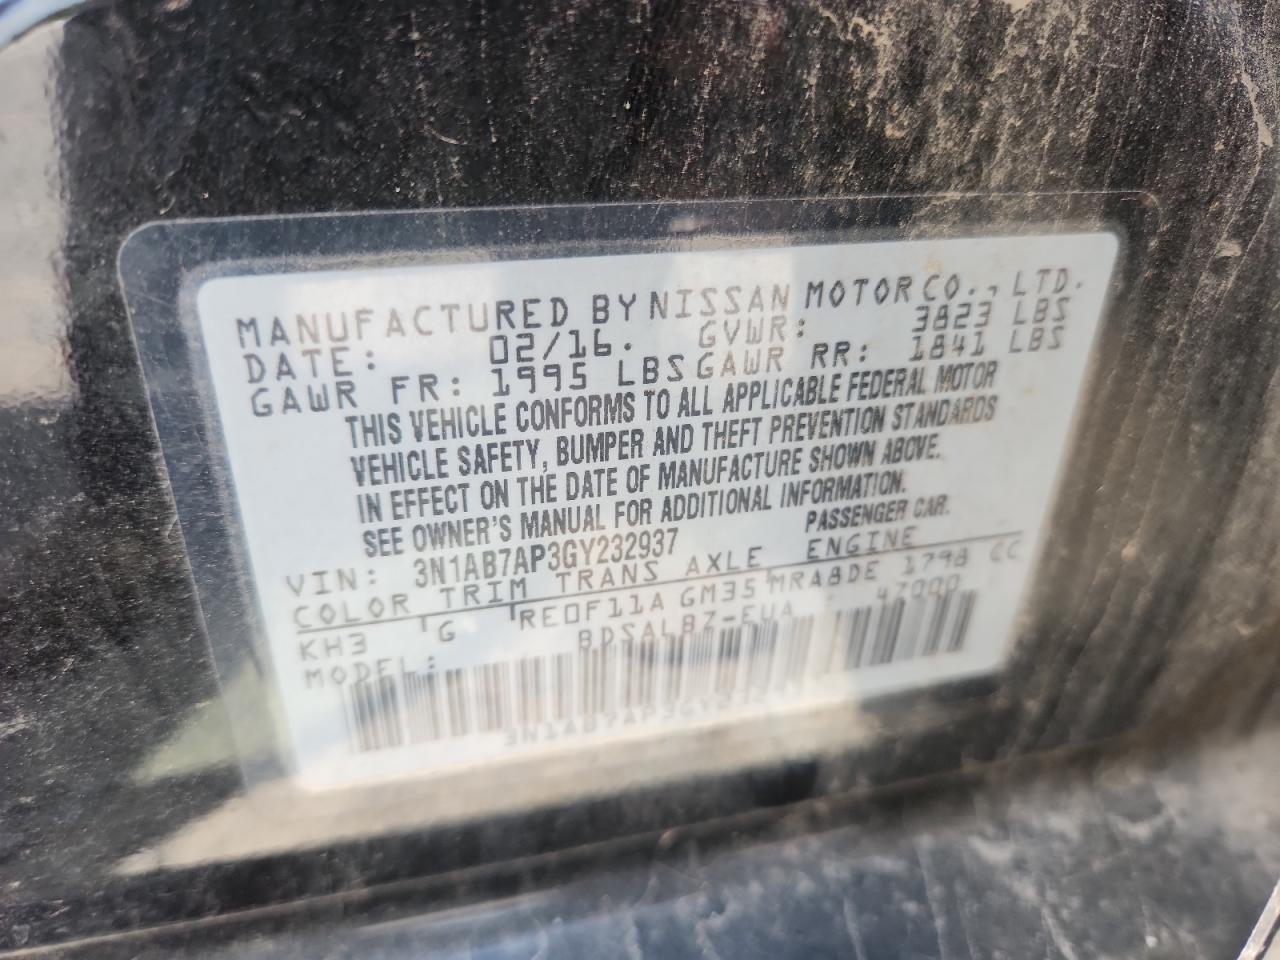 MANUFACTURED BY NISSAN MOTOR CO., LTD.
DATE: 02/16. GVWR: 3823 LBS
GAWR FR: 1995 LBS GAWR RR: 1841 LBS
THIS VEHICLE CONFORMS TO ALL APPLICABLE FEDERAL MOTOR
VEHICLE SAFETY, BUMPER AND THEFT PREVENTION STANDARDS
IN EFFECT ON THE DATE OF MANUFACTURE SHOWN ABOVE.
SEE OWNER'S MANUAL FOR ADDITIONAL INFORMATION.
VIN: 3N1AB7AP3GY232937 PASSENGER CAR.
COLOR TRIM TRANS AXLE ENGINE
KH3 G RE0F11A GM35 MRA8DE 1798 CC
MODEL: BDSALBZ-EUA 47000